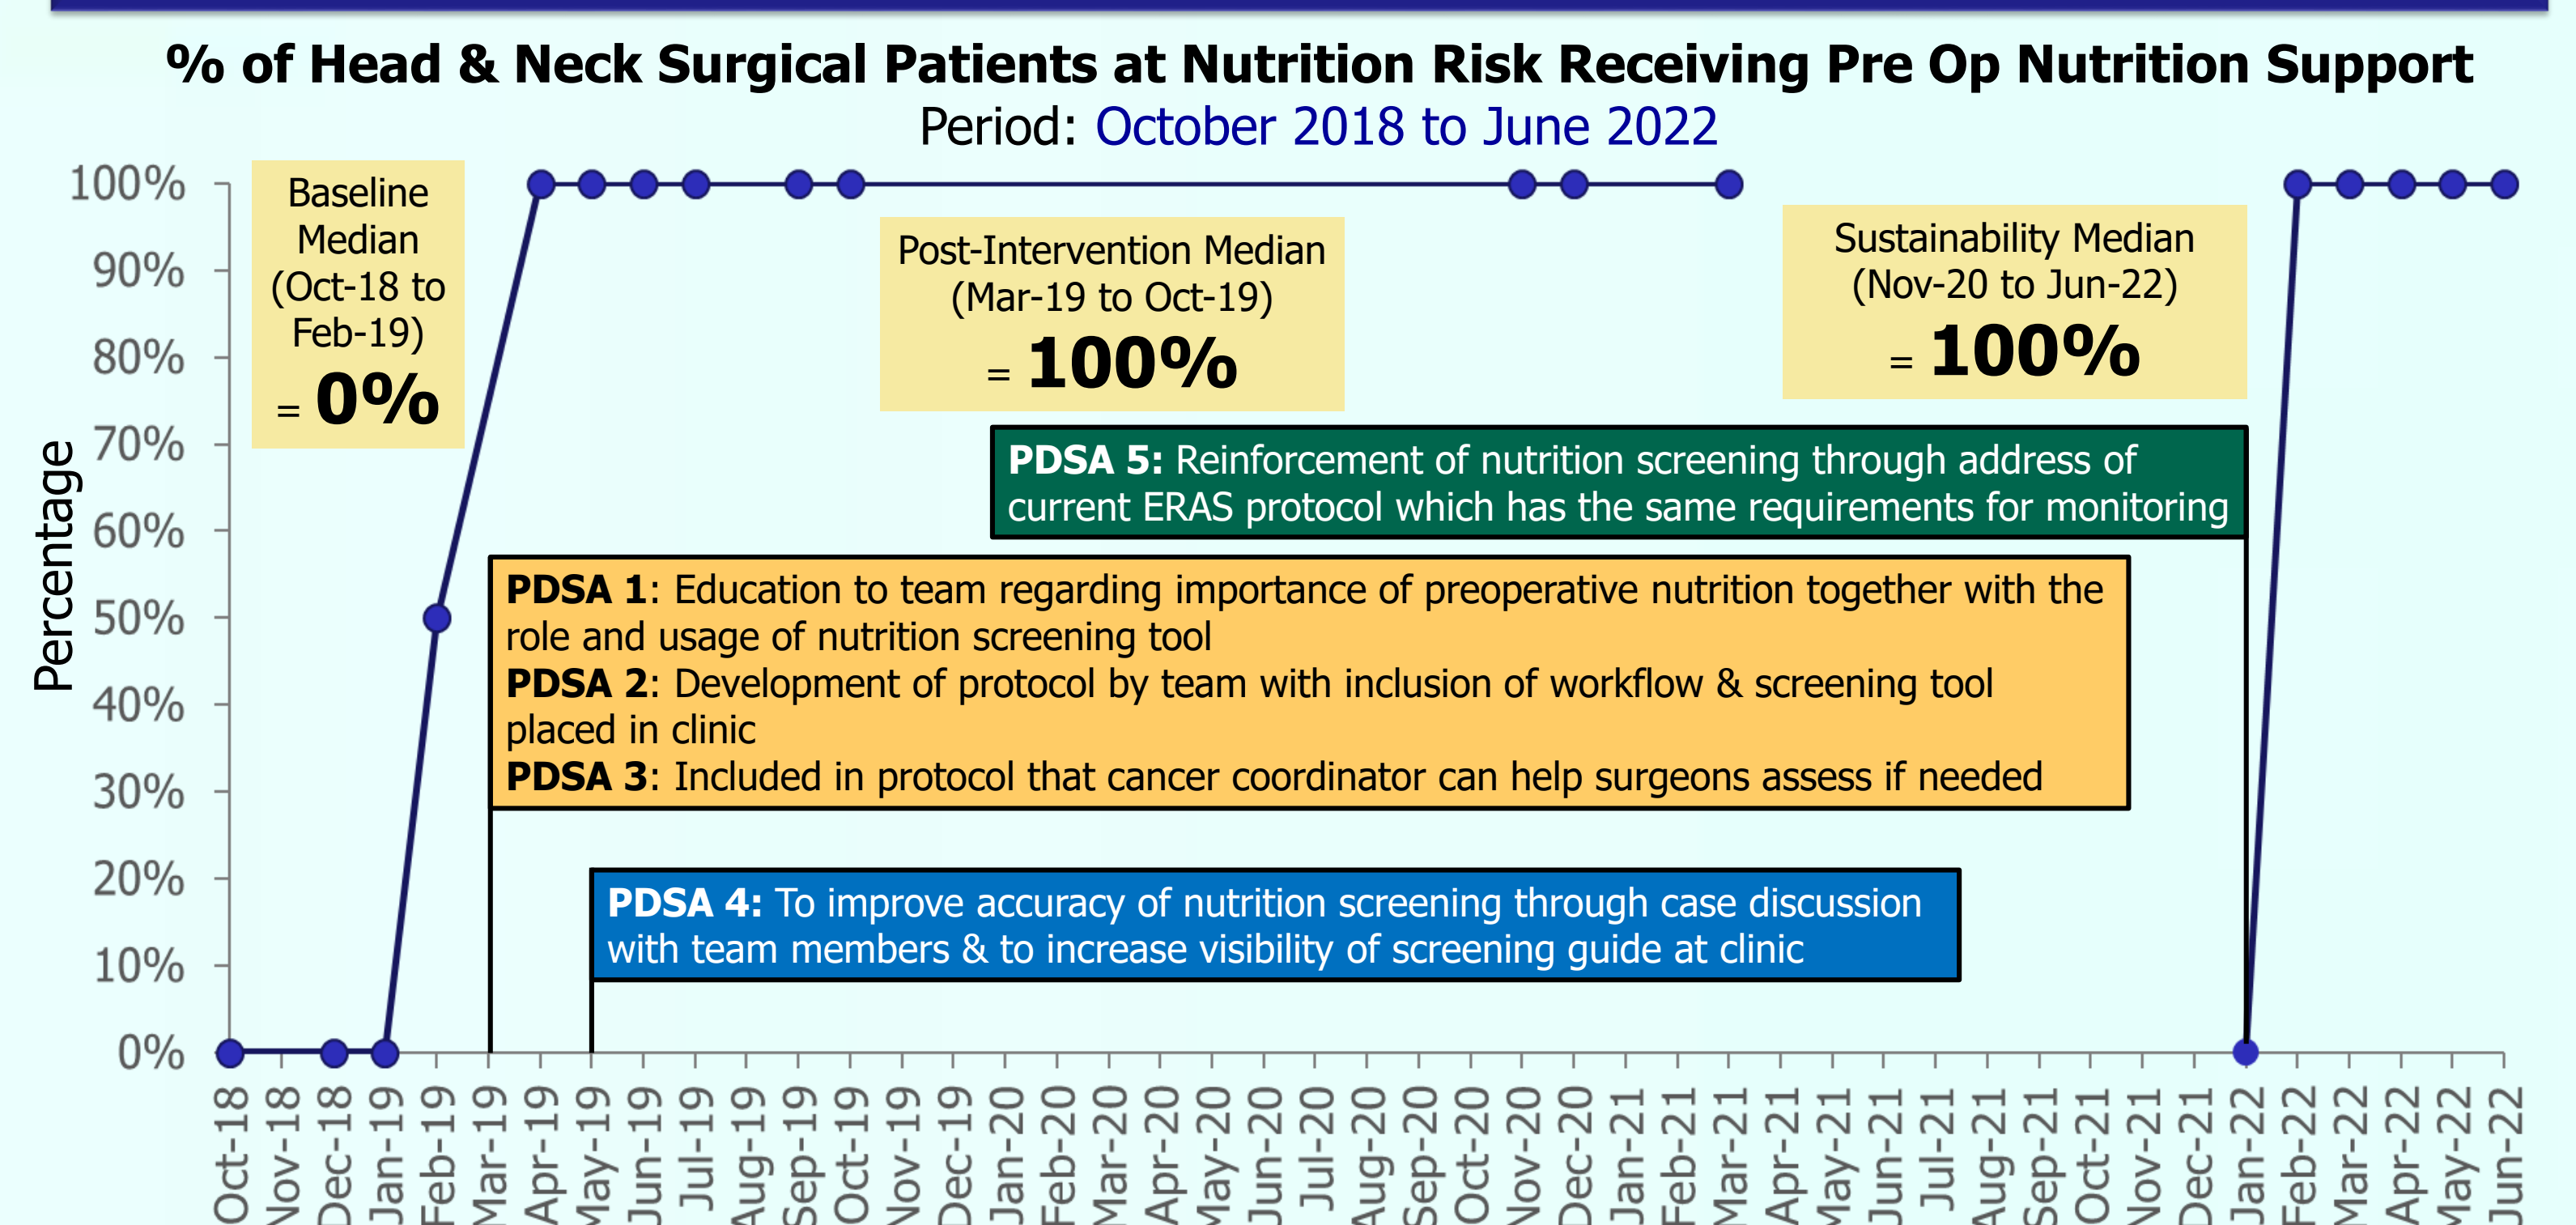 % of Head & Neck Surgical Patients at Nutrition Risk Receiving Pre Op Nutrition Support
Period: October 2018 to June 2022
Percentage
100%
90%
80%
70%
60%
50%
40%
30%
20%
10%
0%
Baseline
Median
(Oct-18 to
Feb-19)
= 0%
Post-Intervention Median
(Mar-19 to Oct-19)
= 100%
Sustainability Median
(Nov-20 to Jun-22)
= 100%
PDSA 5: Reinforcement of nutrition screening through address of
current ERAS protocol which has the same requirements for monitoring
PDSA 1: Education to team regarding importance of preoperative nutrition together with the
role and usage of nutrition screening tool
PDSA 2: Development of protocol by team with inclusion of workflow & screening tool
placed in clinic
PDSA 3: Included in protocol that cancer coordinator can help surgeons assess if needed
PDSA 4: To improve accuracy of nutrition screening through case discussion
with team members & to increase visibility of screening guide at clinic
Oct-18
Nov-18
Dec-18
Jan-19
Feb-19
Mar-19
Apr-19
May-19
Jun-19
Jul-19
Aug-19
Sep-19
Oct-19
Nov-19
Dec-19
Jan-20
Feb-20
Mar-20
Apr-20
May-20
Jun-20
Jul-20
Aug-20
Sep-20
Oct-20
Nov-20
Dec-20
Jan-21
Feb-21
Mar-21
Apr-21
May-21
Jun-21
Jul-21
Aug-21
Sep-21
Oct-21
Nov-21
Dec-21
Jan-22
Feb-22
Mar-22
Apr-22
May-22
Jun-22